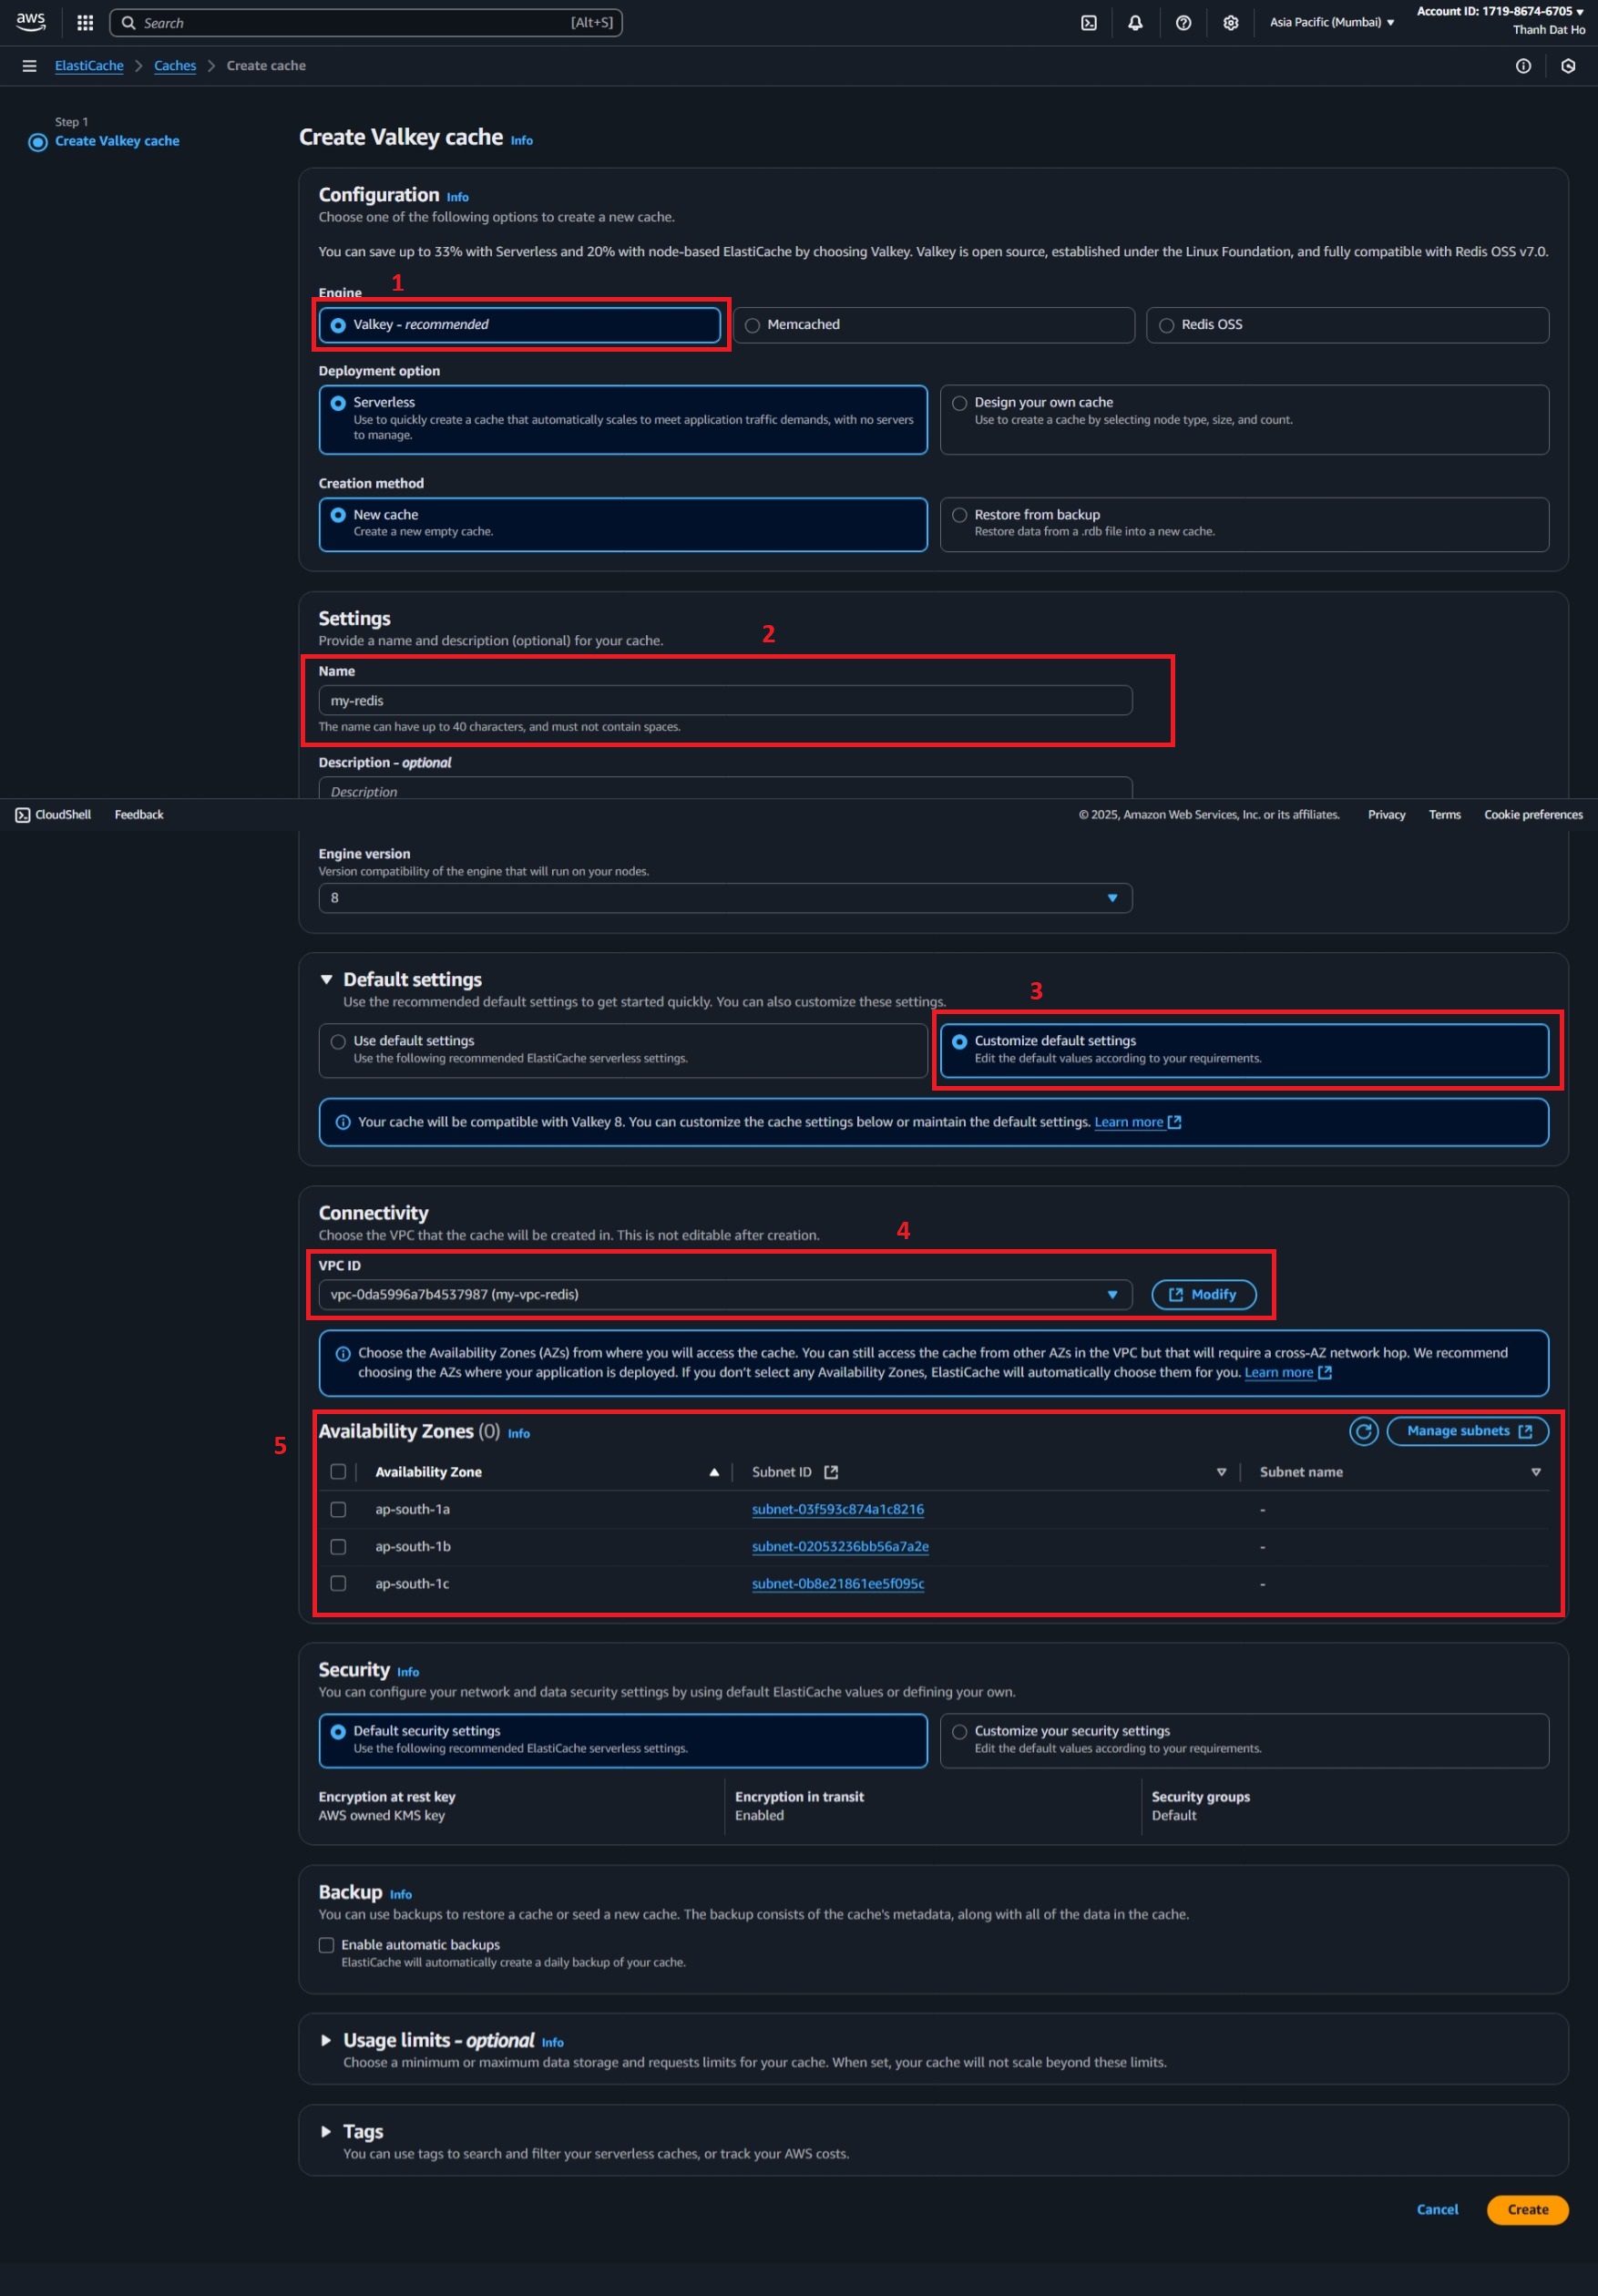 aws
Search [Alt+S]
Asia Pacific (Mumbai)
Account ID: 1719-8674-6705
Thanh Dat Ho
ElastiCache > Caches > Create cache
Step 1
Create Valkey cache
Create Valkey cache Info
Configuration Info
Choose one of the following options to create a new cache.
You can save up to 33% with Serverless and 20% with node-based ElastiCache by choosing Valkey. Valkey is open source, established under the Linux Foundation, and fully compatible with Redis OSS v7.0.
1
Engine
Valkey - recommended
Memcached
Redis OSS
Deployment option
Serverless
Use to quickly create a cache that automatically scales to meet application traffic demands, with no servers
to manage.
Design your own cache
Use to create a cache by selecting node type, size, and count.
Creation method
New cache
Create a new empty cache.
Restore from backup
Restore data from a .rdb file into a new cache.
Settings
Provide a name and description (optional) for your cache.
2
Name
my-redis
The name can have up to 40 characters, and must not contain spaces.
Description - optional
Description
CloudShell Feedback © 2025, Amazon Web Services, Inc. or its affiliates. Privacy Terms Cookie preferences
Engine version
Version compatibility of the engine that will run on your nodes.
8
Default settings
Use the recommended default settings to get started quickly. You can also customize these settings.
3
Use default settings
Use the following recommended ElastiCache serverless settings.
Customize default settings
Edit the default values according to your requirements.
Your cache will be compatible with Valkey 8. You can customize the cache settings below or maintain the default settings. Learn more
Connectivity
Choose the VPC that the cache will be created in. This is not editable after creation.
4
VPC ID
vpc-0da5996a7b4537987 (my-vpc-redis)
Modify
Choose the Availability Zones (AZs) from where you will access the cache. You can still access the cache from other AZs in the VPC but that will require a cross-AZ network hop. We recommend
choosing the AZs where your application is deployed. If you don't select any Availability Zones, ElastiCache will automatically choose them for you. Learn more
5
Availability Zones (0) Info
Manage subnets
Availability Zone Subnet ID Subnet name
ap-south-1a subnet-03f593c874a1c8216 -
ap-south-1b subnet-02053236bb56a7a2e -
ap-south-1c subnet-0b8e21861ee5f095c -
Security Info
You can configure your network and data security settings by using default ElastiCache values or defining your own.
Default security settings
Use the following recommended ElastiCache serverless settings.
Customize your security settings
Edit the default values according to your requirements.
Encryption at rest key
AWS owned KMS key
Encryption in transit
Enabled
Security groups
Default
Backup Info
You can use backups to restore a cache or seed a new cache. The backup consists of the cache's metadata, along with all of the data in the cache.
Enable automatic backups
ElastiCache will automatically create a daily backup of your cache.
Usage limits - optional Info
Choose a minimum or maximum data storage and requests limits for your cache. When set, your cache will not scale beyond these limits.
Tags
You can use tags to search and filter your serverless caches, or track your AWS costs.
Cancel Create